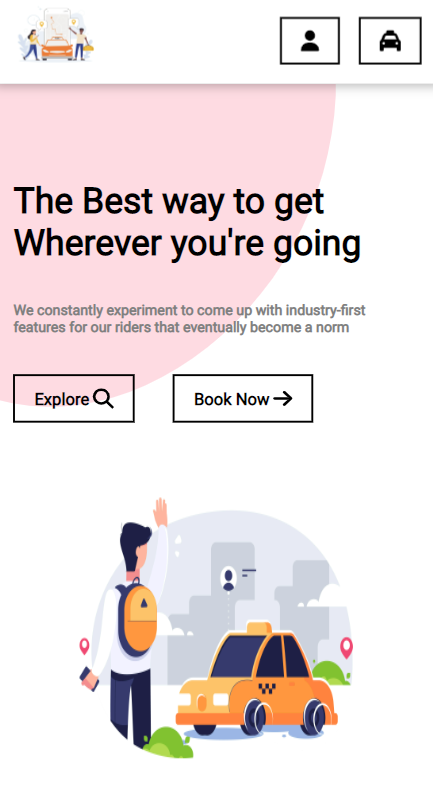 The Best way to get
Wherever you're going
We constantly experiment to come up with industry-first
features for our riders that eventually become a norm
Explore
Book Now